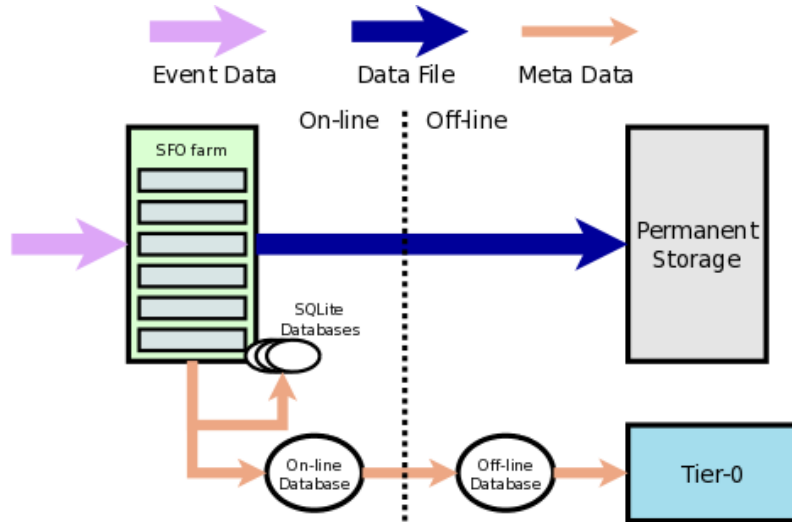 Event Data
Data File
Meta Data
On-line
Off-line
SFO farm
Permanent
Storage
SQLite
Databases
On-line
Database
Off-line
Database
Tier-0